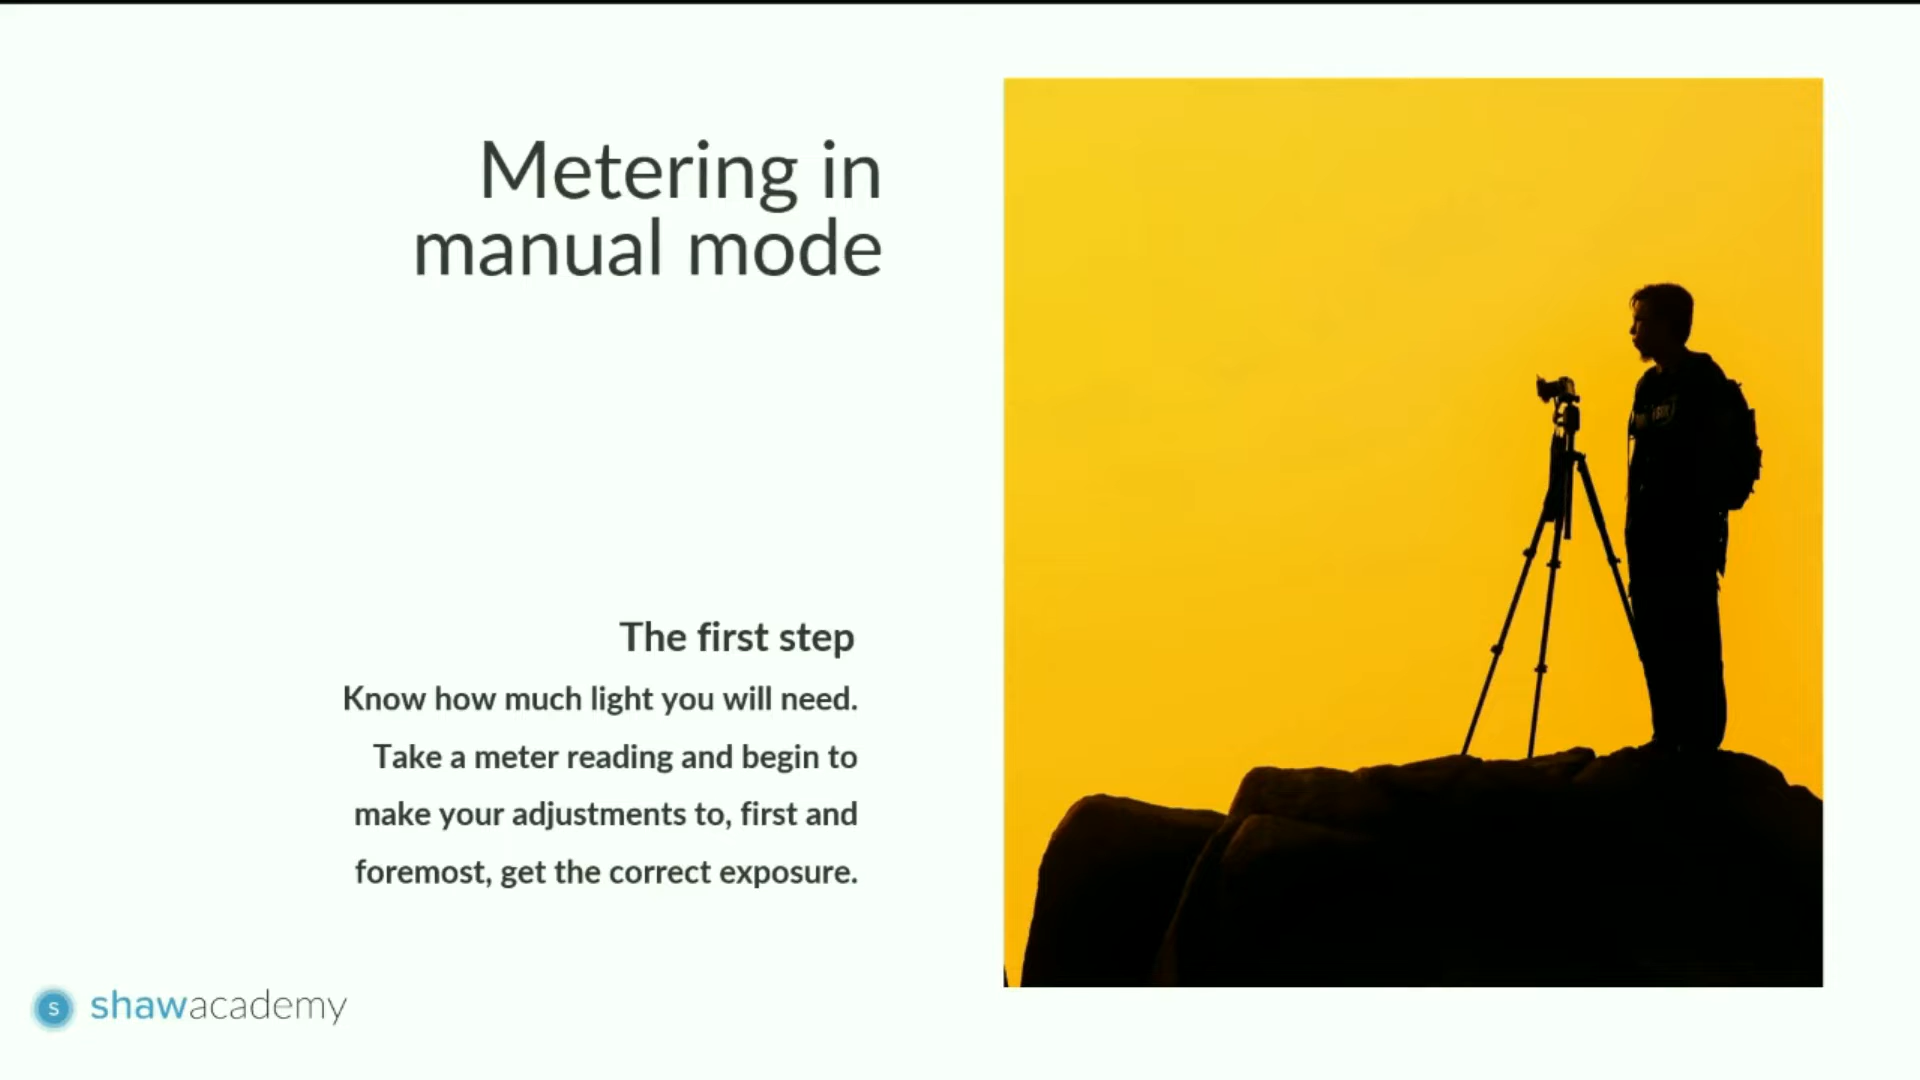 Metering in
manual mode
The first step
Know how much light you will need.
Take a meter reading and begin to
make your adjustments to, first and
foremost, get the correct exposure.
s shawacademy